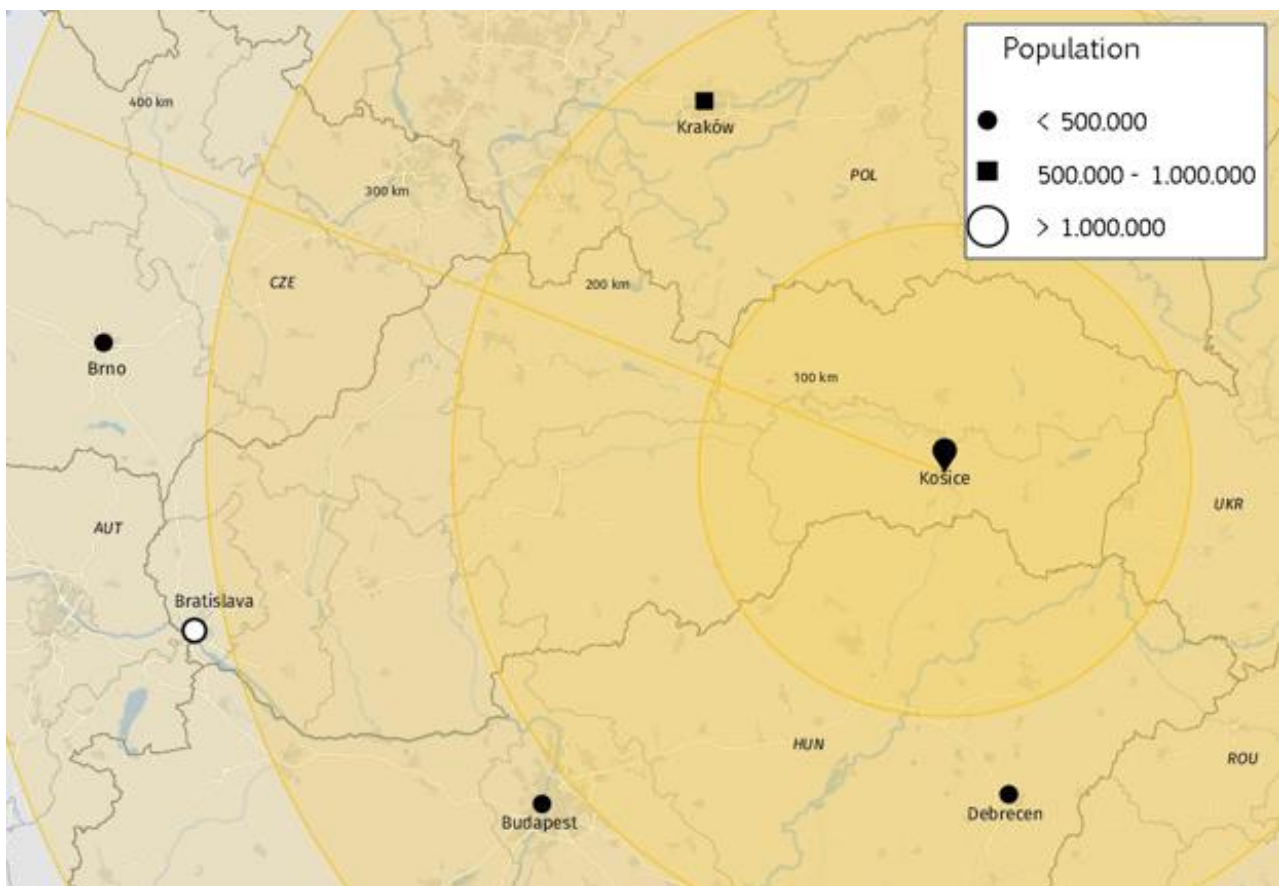 Population
< 500.000
500.000 - 1.000.000
> 1.000.000
400 km
Kraków
POL
300 km
CZE
200 km
Brno
100 km
Košice
UKR
AUT
Bratislava
HUN
ROU
Budapest
Debrecen